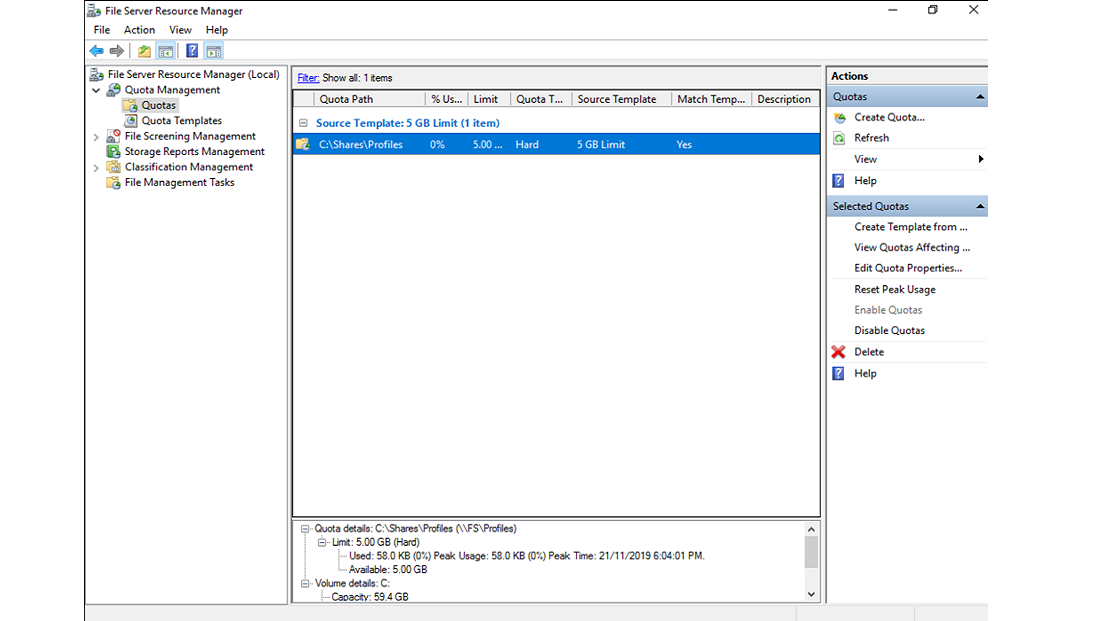 File Server Resource Manager
File Action View Help
File Server Resource Manager (Local)
Quota Management
Quotas
Quota Templates
File Screening Management
Storage Reports Management
Classification Management
File Management Tasks
Filter: Show all: 1 items
Quota Path % Us... Limit Quota T... Source Template Match Temp... Description
Source Template: 5 GB Limit (1 item)
C:\Shares\Profiles 0% 5.00 ... Hard 5 GB Limit Yes
Quota details: C:\Shares\Profiles (\\FS\Profiles)
Limit: 5.00 GB (Hard)
Used: 58.0 KB (0%) Peak Usage: 58.0 KB (0%) Peak Time: 21/11/2019 6:04:01 PM.
Available: 5.00 GB
Volume details: C:
Capacity: 59.4 GB
Actions
Quotas
Create Quota...
Refresh
View
Help
Selected Quotas
Create Template from ...
View Quotas Affecting ...
Edit Quota Properties...
Reset Peak Usage
Enable Quotas
Disable Quotas
Delete
Help